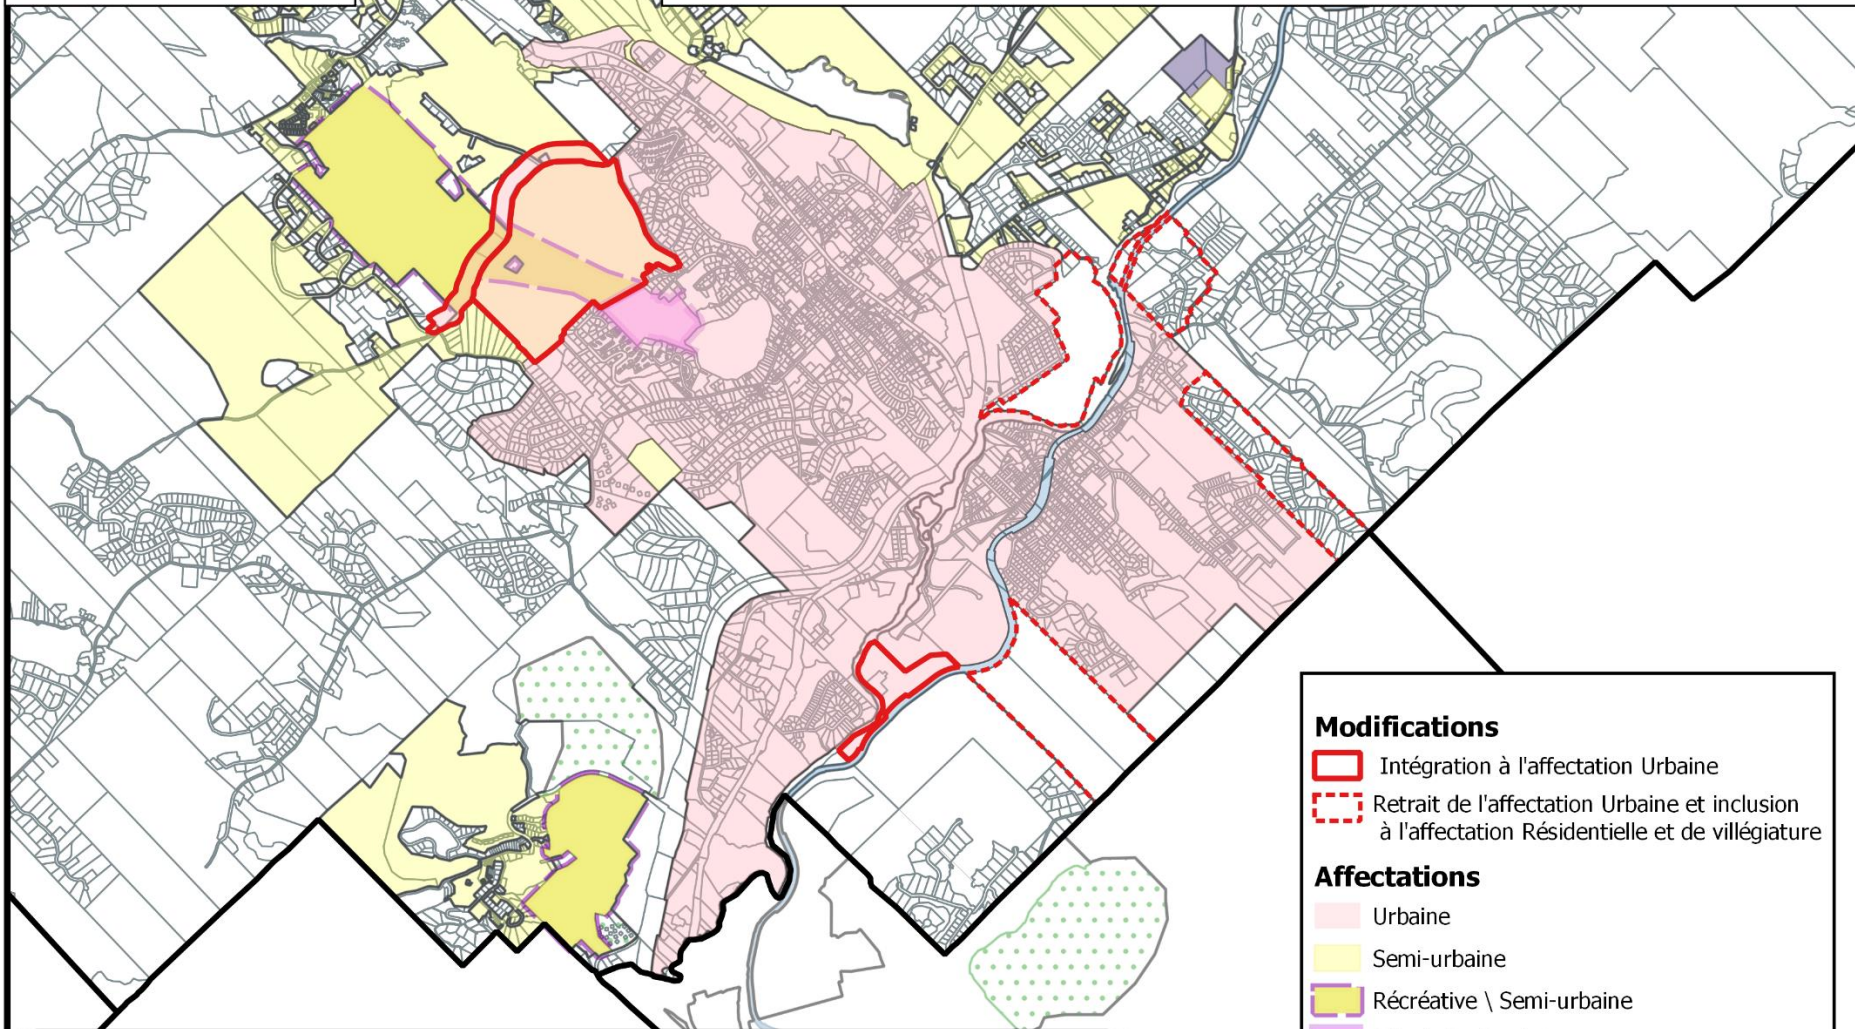 Modifications
Intégration à l'affectation Urbaine
Retrait de l'affectation Urbaine et inclusion
à l'affectation Résidentielle et de villégiature
Affectations
Urbaine
Semi-urbaine
Récréative \ Semi-urbaine